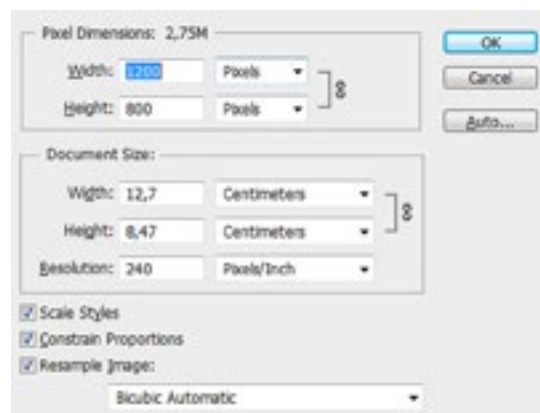 Pixel Dimensions: 2,75M
OK
Width: 1200 Pixels
Cancel
Height: 800 Pixels
Auto...
Document Size:
Width: 12,7 Centimeters
Height: 8,47 Centimeters
Resolution: 240 Pixels/Inch
Scale Styles
Constrain Proportions
Resample Image:
Bicubic Automatic